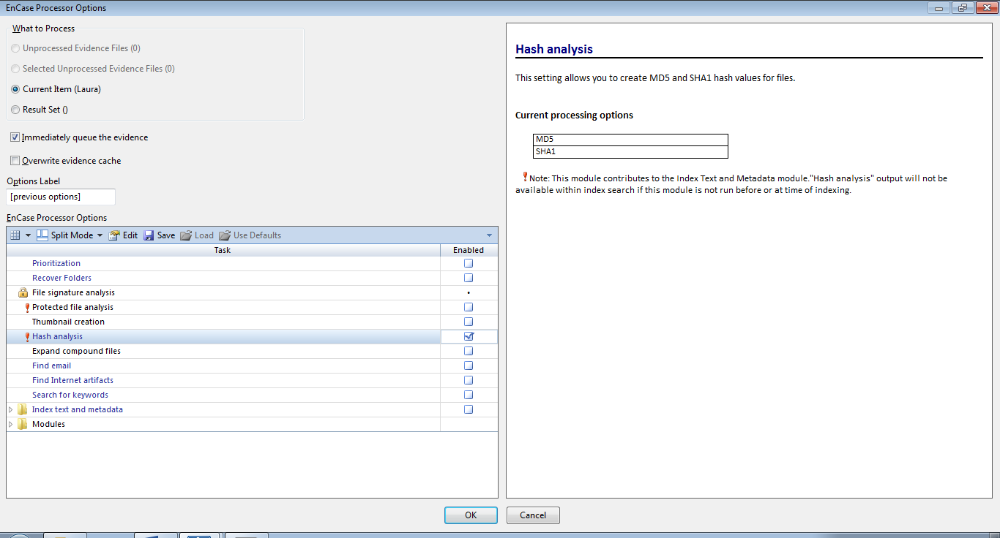 EnCase Processor Options
What to Process
Unprocessed Evidence Files (0)
Selected Unprocessed Evidence Files (0)
Current Item (Laura)
Result Set ()
Immediately queue the evidence
Overwrite evidence cache
Options Label
[previous options]
EnCase Processor Options
Split Mode Edit Save Load Use Defaults
Task Enabled
Prioritization
Recover Folders
File signature analysis
Protected file analysis
Thumbnail creation
Hash analysis
Expand compound files
Find email
Find Internet artifacts
Search for keywords
Index text and metadata
Modules
Hash analysis
This setting allows you to create MD5 and SHA1 hash values for files.
Current processing options
MD5
SHA1
Note: This module contributes to the Index Text and Metadata module."Hash analysis" output will not be
available within index search if this module is not run before or at time of indexing.
OK Cancel